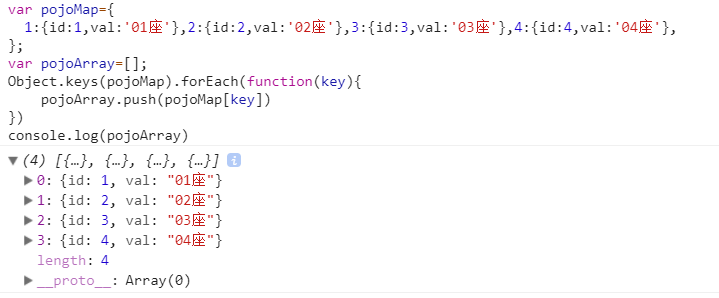 var pojoMap={
  1:{id:1,val:'01座'},2:{id:2,val:'02座'},3:{id:3,val:'03座'},4:{id:4,val:'04座'},
};
var pojoArray=[];
Object.keys(pojoMap).forEach(function(key){
    pojoArray.push(pojoMap[key])
})
console.log(pojoArray)
▼ (4) [{…}, {…}, {…}, {…}] i
▶ 0: {id: 1, val: "01座"}
▶ 1: {id: 2, val: "02座"}
▶ 2: {id: 3, val: "03座"}
▶ 3: {id: 4, val: "04座"}
length: 4
▶ __proto__: Array(0)